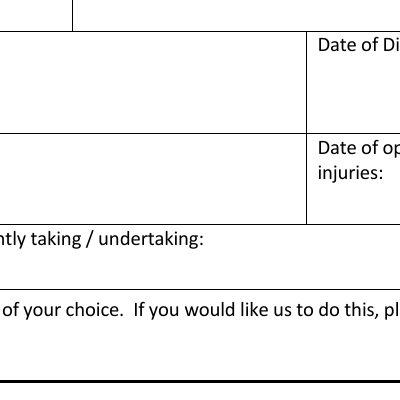 Date of Di
Date of op
injuries:
ntly taking / undertaking:
of your choice.  If you would like us to do this, pl